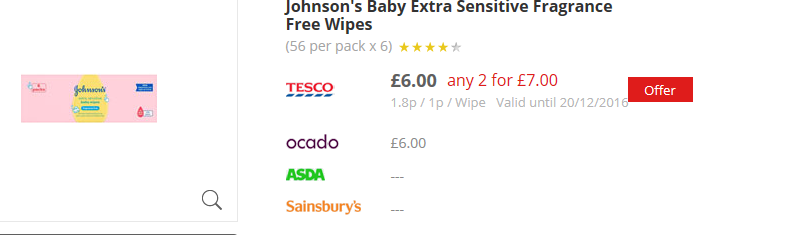 Johnson's Baby Extra Sensitive Fragrance
Free Wipes
(56 per pack x 6)
Johnson's
TESCO £6.00 any 2 for £7.00 Offer
1.8p / 1p / Wipe Valid until 20/12/2016
ocado £6.00
ASDA ---
Sainsbury's ---